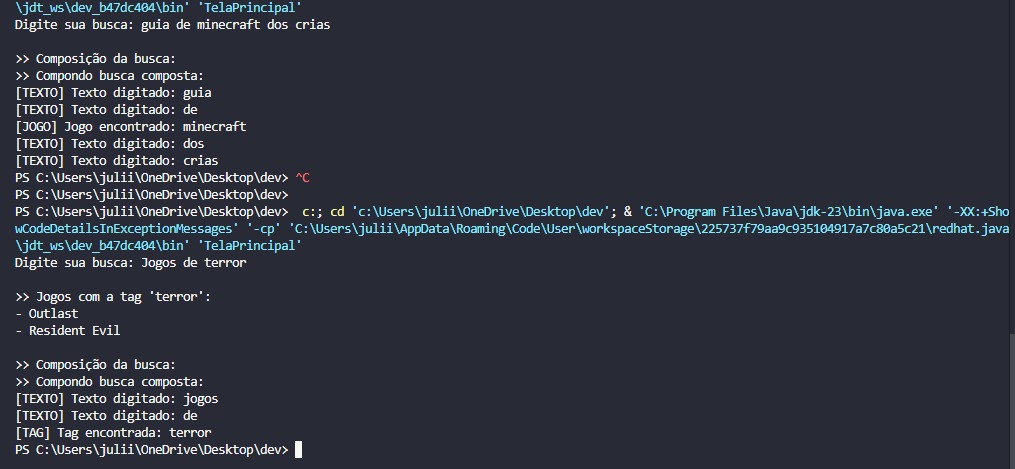 \jdt_ws\dev_b47dc404\bin' 'TelaPrincipal'
Digite sua busca: guia de minecraft dos crias
>> Composição da busca:
>> Compondo busca composta:
[TEXTO] Texto digitado: guia
[TEXTO] Texto digitado: de
[JOGO] Jogo encontrado: minecraft
[TEXTO] Texto digitado: dos
[TEXTO] Texto digitado: crias
PS C:\Users\julii\OneDrive\Desktop\dev> ^C
PS C:\Users\julii\OneDrive\Desktop\dev>
PS C:\Users\julii\OneDrive\Desktop\dev>  c:; cd 'c:\Users\julii\OneDrive\Desktop\dev'; & 'C:\Program Files\Java\jdk-23\bin\java.exe' '-XX:+Sho
wCodeDetailsInExceptionMessages' '-cp' 'C:\Users\julii\AppData\Roaming\Code\User\workspaceStorage\225737f79aa9c935104917a7c80a5c21\redhat.java
\jdt_ws\dev_b47dc404\bin' 'TelaPrincipal'
Digite sua busca: Jogos de terror
>> Jogos com a tag 'terror':
- Outlast
- Resident Evil
>> Composição da busca:
>> Compondo busca composta:
[TEXTO] Texto digitado: jogos
[TEXTO] Texto digitado: de
[TAG] Tag encontrada: terror
PS C:\Users\julii\OneDrive\Desktop\dev>